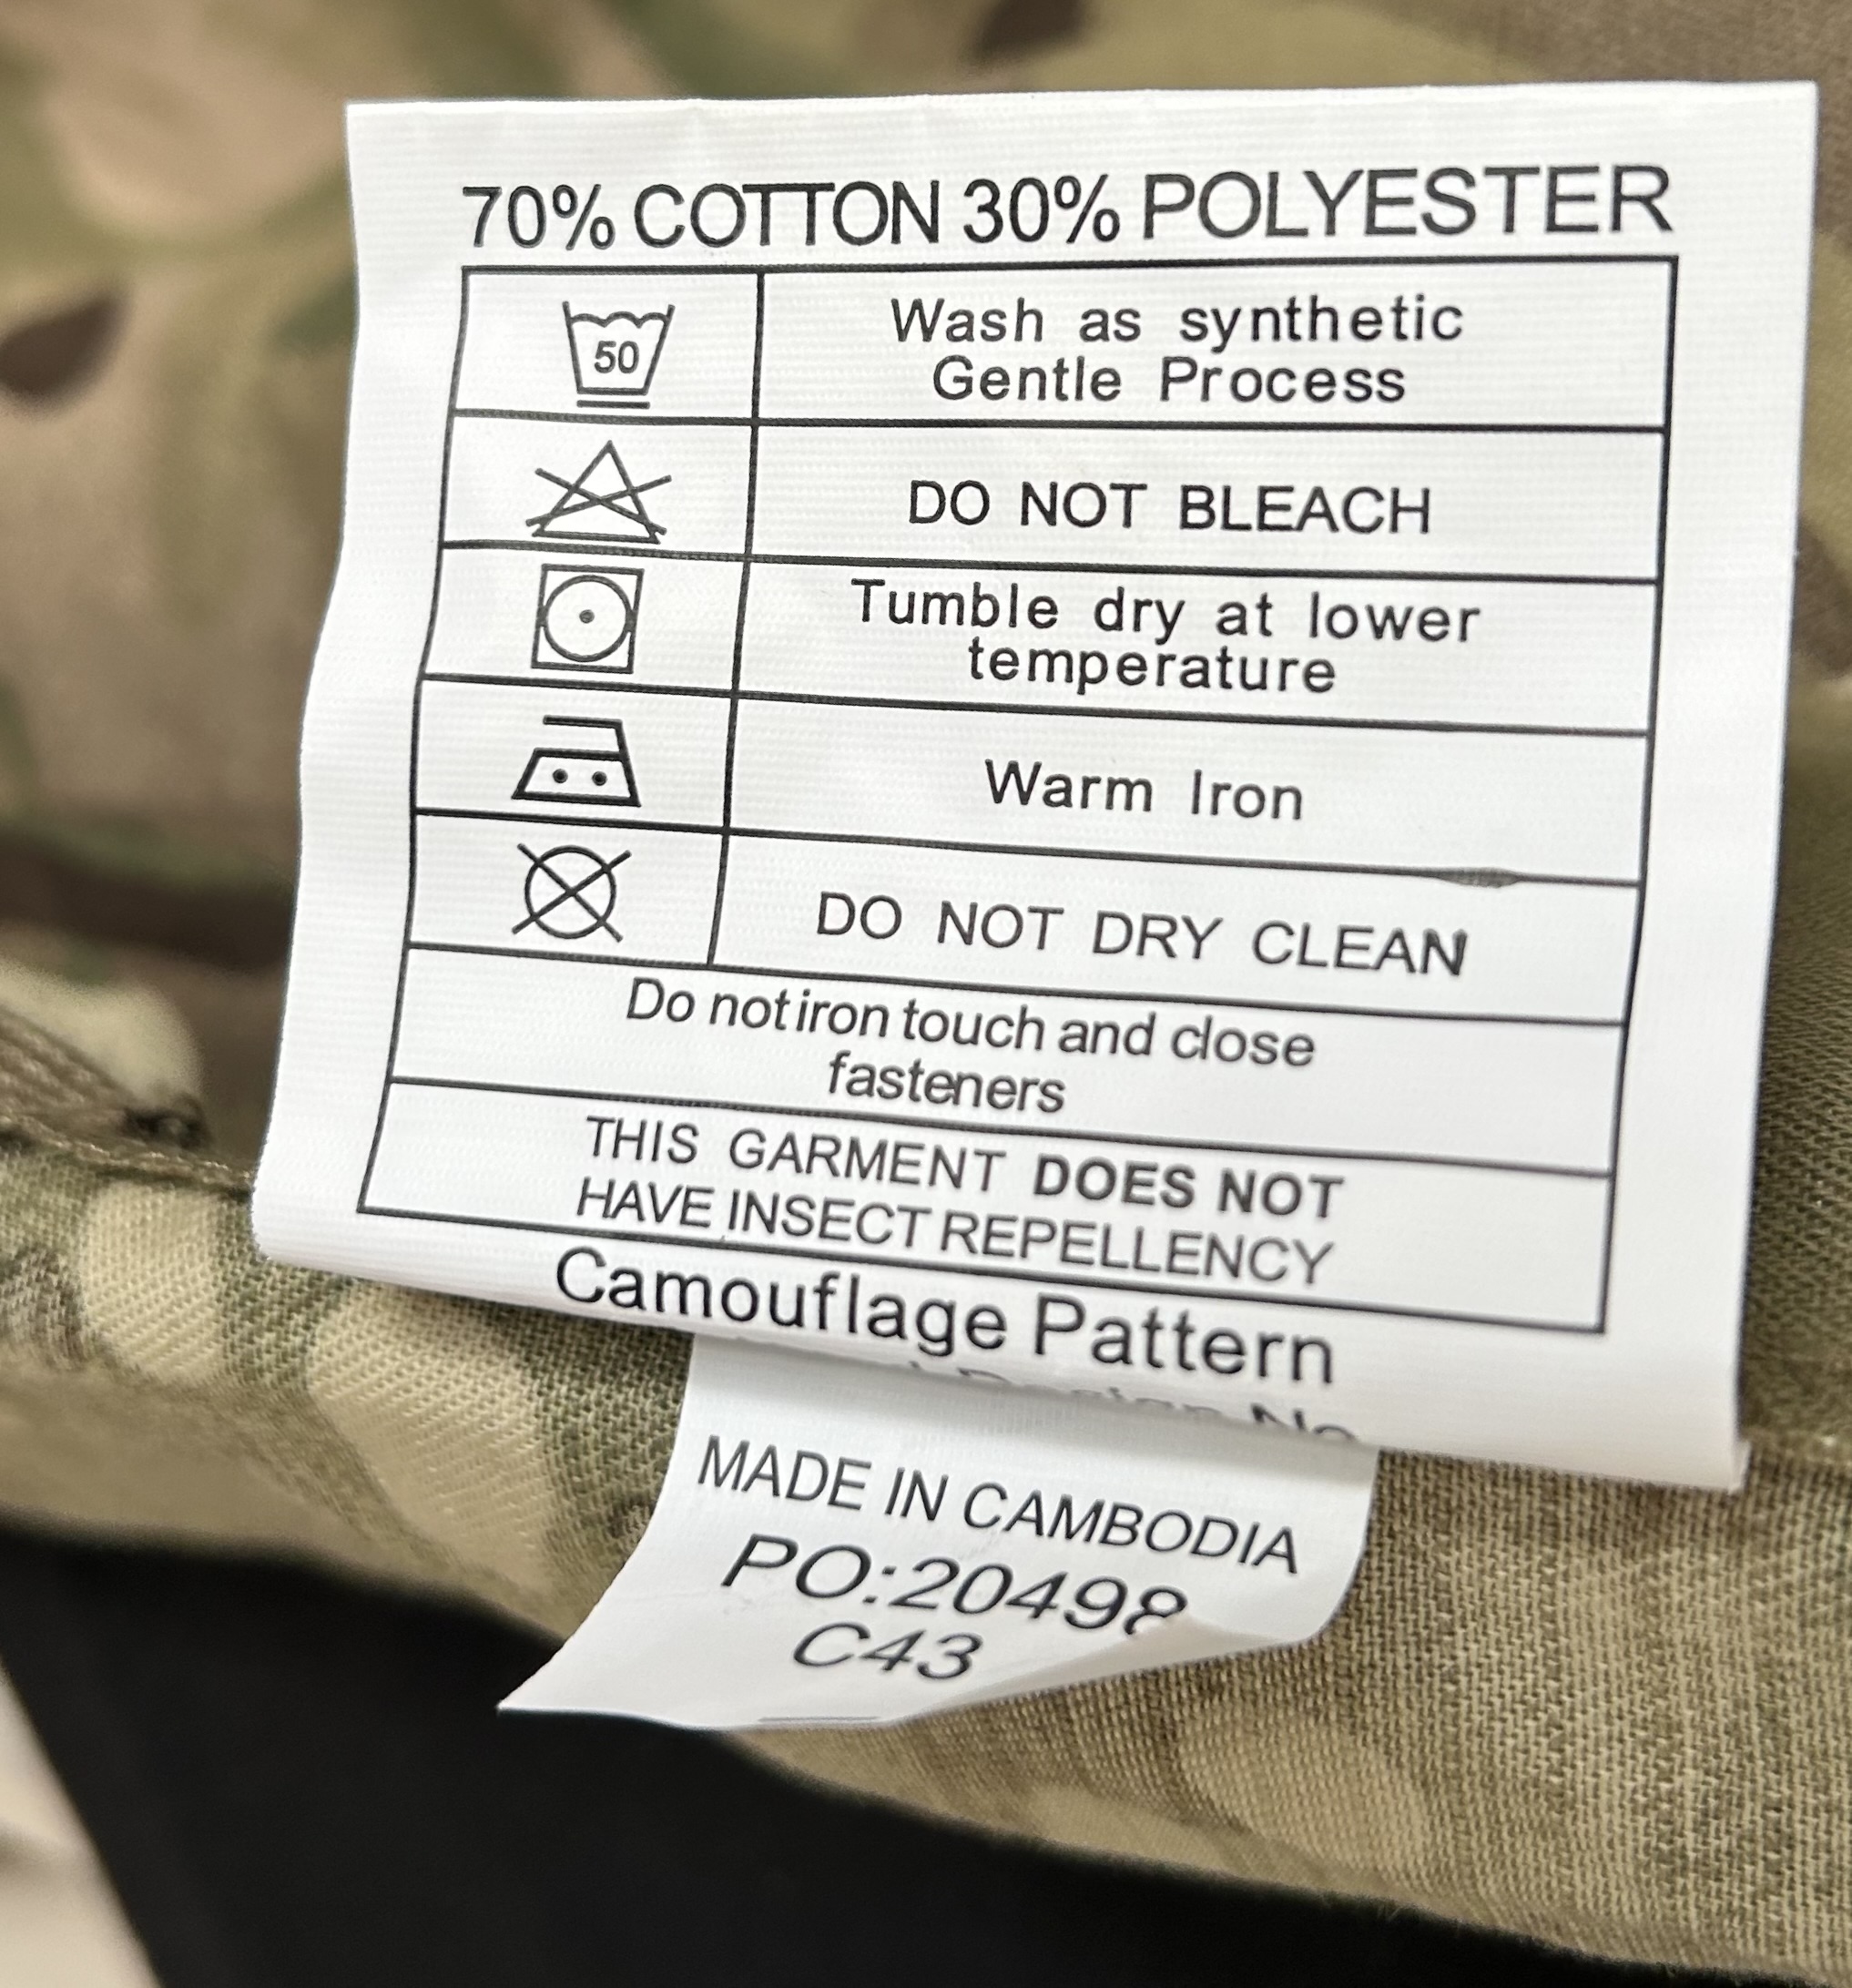 70% COTTON 30% POLYESTER
50
Wash as synthetic
Gentle Process
DO NOT BLEACH
Tumble dry at lower
temperature
Warm Iron
DO NOT DRY CLEAN
Do not iron touch and close
fasteners
THIS GARMENT DOES NOT
HAVE INSECT REPELLENCY
Camouflage Pattern
MADE IN CAMBODIA
PO:20498
C43